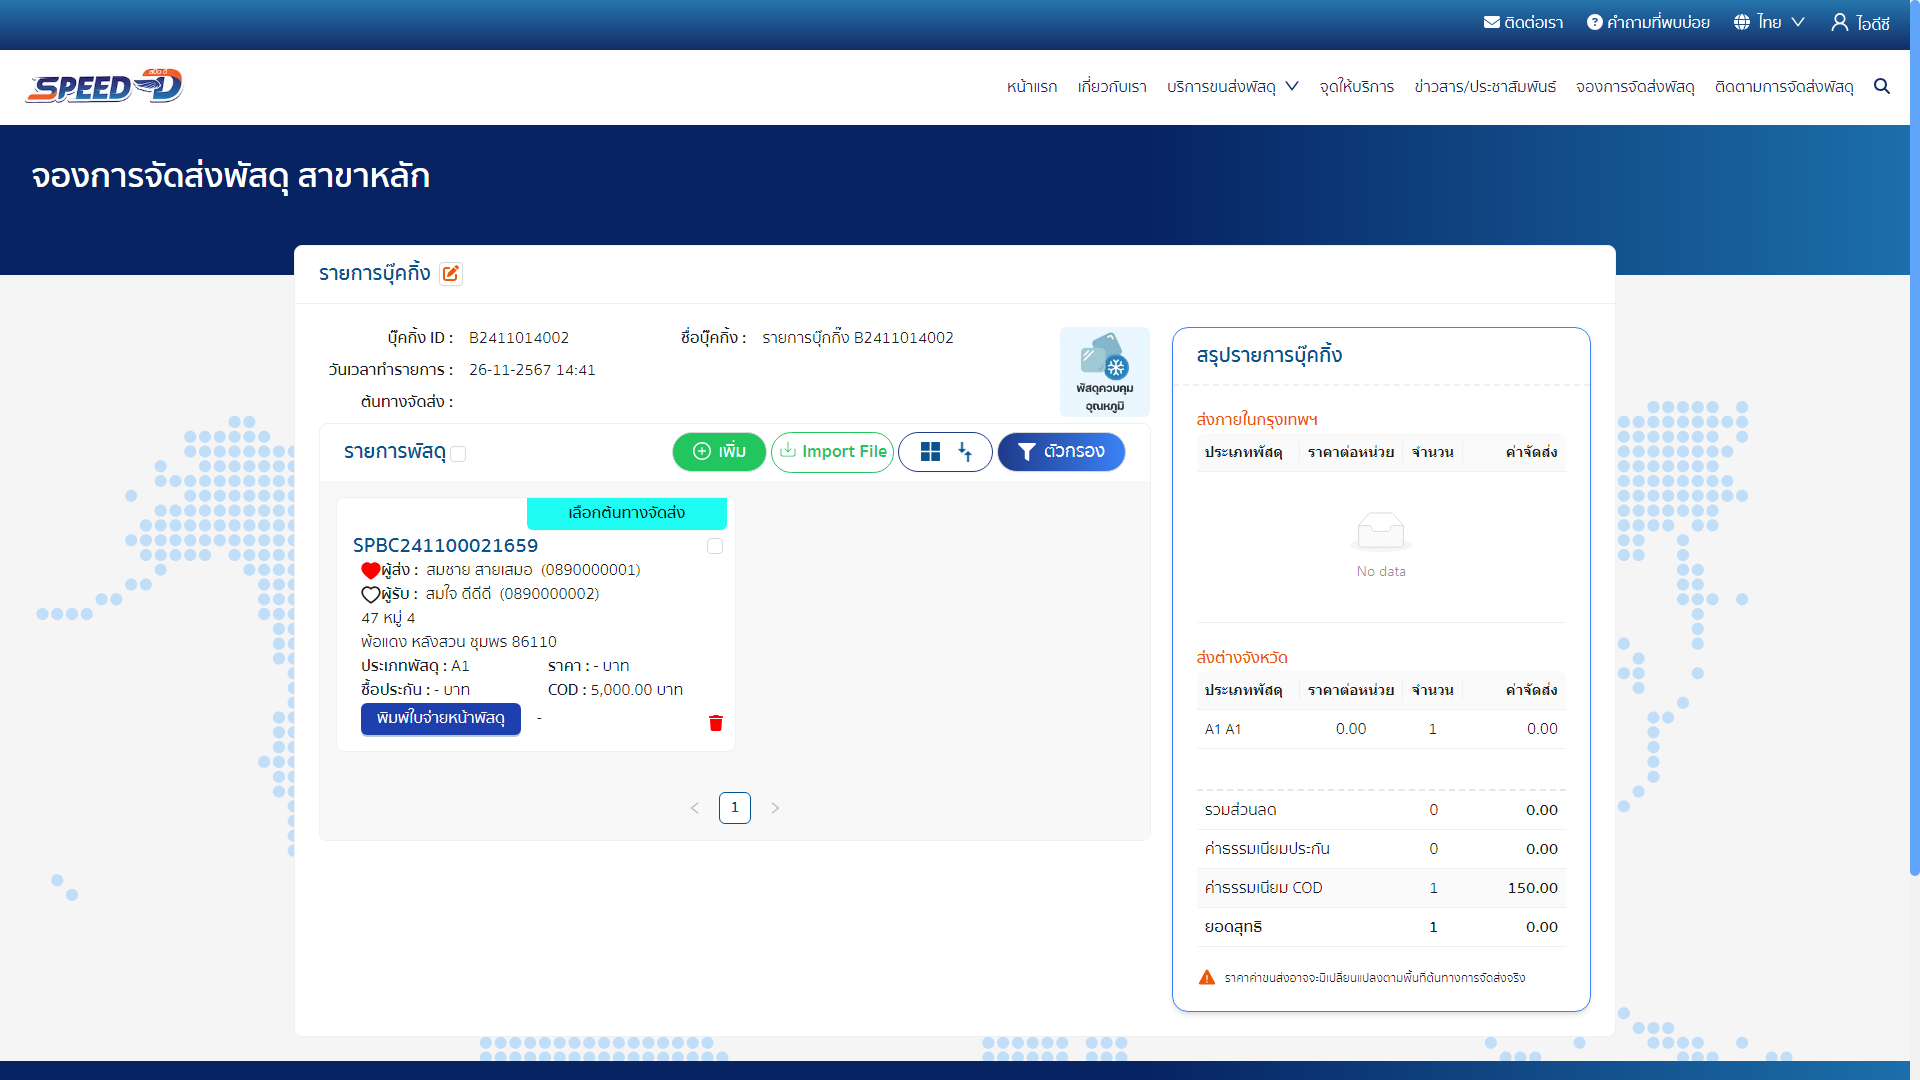 ติดต่อเรา คำถามที่พบบ่อย ไทย ไอดีซี
สปีด-ดี
SPEED-D
หน้าแรก เกี่ยวกับเรา บริการขนส่งพัสดุ จุดให้บริการ ข่าวสาร/ประชาสัมพันธ์ จองการจัดส่งพัสดุ ติดตามการจัดส่งพัสดุ
จองการจัดส่งพัสดุ สาขาหลัก
รายการบุ๊คกิ้ง
บุ๊คกิ้ง ID : B2411014002 ชื่อบุ๊คกิ้ง : รายการบุ๊กกิ๊ง B2411014002
วันเวลาทำรายการ : 26-11-2567 14:41
ต้นทางจัดส่ง :
พัสดุควบคุม
อุณหภูมิ
รายการพัสดุ เพิ่ม Import File ตัวกรอง
เลือกต้นทางจัดส่ง
SPBC241100021659
ผู้ส่ง : สมชาย สายเสมอ (0890000001)
ผู้รับ : สมใจ ดีดีดี (0890000002)
47 หมู่ 4
พ้อแดง หลังสวน ชุมพร 86110
ประเภทพัสดุ : A1 ราคา : - บาท
ซื้อประกัน : - บาท COD : 5,000.00 บาท
พิมพ์ใบจ่ายหน้าพัสดุ -
1
สรุปรายการบุ๊คกิ้ง
ส่งภายในกรุงเทพฯ
ประเภทพัสดุ ราคาต่อหน่วย จำนวน ค่าจัดส่ง
No data
ส่งต่างจังหวัด
ประเภทพัสดุ ราคาต่อหน่วย จำนวน ค่าจัดส่ง
A1 A1 0.00 1 0.00
รวมส่วนลด 0 0.00
ค่าธรรมเนียมประกัน 0 0.00
ค่าธรรมเนียม COD 1 150.00
ยอดสุทธิ 1 0.00
ราคาค่าขนส่งอาจจะมีเปลี่ยนแปลงตามพื้นที่ต้นทางการจัดส่งจริง